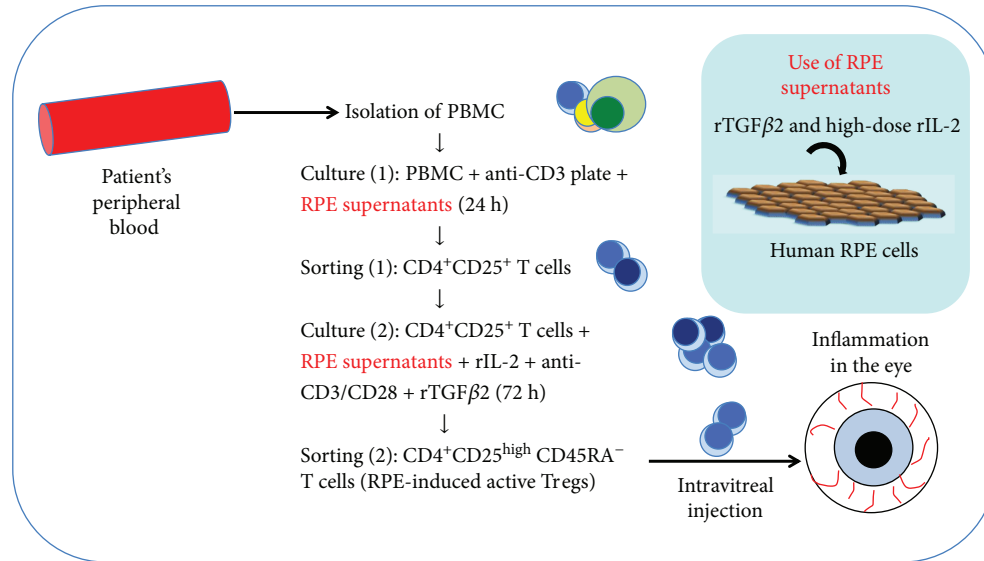 Patient's
peripheral
blood
Isolation of PBMC
↓
Culture (1): PBMC + anti-CD3 plate +
RPE supernatants (24 h)
↓
Sorting (1): CD4⁺CD25⁺ T cells
↓
Culture (2): CD4⁺CD25⁺ T cells +
RPE supernatants + rIL-2 + anti-
CD3/CD28 + rTGFβ2 (72 h)
↓
Sorting (2): CD4⁺CD25ʰⁱᵍʰ CD45RA⁻
T cells (RPE-induced active Tregs)
Intravitreal
injection
Use of RPE
supernatants
rTGFβ2 and high-dose rIL-2
Human RPE cells
Inflammation
in the eye